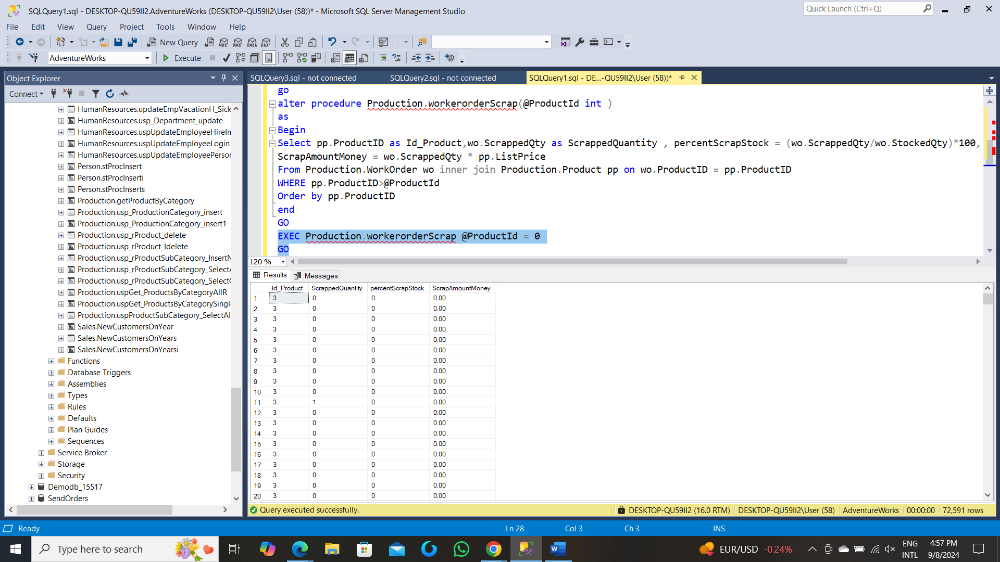 SQLQuery1.sql - DESKTOP-QU59II2.AdventureWorks (DESKTOP-QU59II2\User (58))* - Microsoft SQL Server Management Studio
Quick Launch (Ctrl+Q)
File Edit View Query Project Tools Window Help
New Query
MDX DMX XMLA DAX
AdventureWorks
Execute
Object Explorer
Connect
HumanResources.updateEmpVacationH_Sick
HumanResources.usp_Department_update
HumanResources.uspUpdateEmployeeHireIn
HumanResources.uspUpdateEmployeeLogin
HumanResources.uspUpdateEmployeePersor
Person.stProcInsert
Person.stProcInserti
Person.stProcInserts
Production.getProductByCategory
Production.usp_ProductionCategory_insert
Production.usp_ProductionCategory_insert1
Production.usp_rProduct_delete
Production.usp_rProduct_Idelete
Production.usp_rProductSubCategory_InsertN
Production.usp_rProductSubCategory_SelectA
Production.usp_rProductSubCategory_SelectO
Production.uspGet_ProductsByCategoryAllR
Production.uspGet_ProductsByCategorySingl
Production.uspProductSubCategory_SelectAl
Sales.NewCustomersOnYear
Sales.NewCustomersOnYears
Sales.NewCustomersOnYearsi
Functions
Database Triggers
Assemblies
Types
Rules
Defaults
Plan Guides
Sequences
Service Broker
Storage
Security
Demodb_15517
SendOrders
SQLQuery3.sql - not connected
SQLQuery2.sql - not connected
SQLQuery1.sql - DE...-QU59II2\User (58))*
go
alter procedure Production.workerorderScrap(@ProductId int )
as
Begin
Select pp.ProductID as Id_Product,wo.ScrappedQty as ScrappedQuantity , percentScrapStock = (wo.ScrappedQty/wo.StockedQty)*100,
ScrapAmountMoney = wo.ScrappedQty * pp.ListPrice
From Production.WorkOrder wo inner join Production.Product pp on wo.ProductID = pp.ProductID
WHERE pp.ProductID>@ProductId
Order by pp.ProductID
end
GO
EXEC Production.workerorderScrap @ProductId = 0
GO
120 %
Results Messages
Id_Product ScrappedQuantity percentScrapStock ScrapAmountMoney
1 3 0 0 0.00
2 3 0 0 0.00
3 3 0 0 0.00
4 3 0 0 0.00
5 3 0 0 0.00
6 3 0 0 0.00
7 3 0 0 0.00
8 3 0 0 0.00
9 3 0 0 0.00
10 3 0 0 0.00
11 3 1 0 0.00
12 3 0 0 0.00
13 3 0 0 0.00
14 3 0 0 0.00
15 3 0 0 0.00
16 3 0 0 0.00
17 3 0 0 0.00
18 3 0 0 0.00
19 3 0 0 0.00
20 3 0 0 0.00
Query executed successfully.
DESKTOP-QU59II2 (16.0 RTM) DESKTOP-QU59II2\User (58) AdventureWorks 00:00:00 72,591 rows
Ready
Ln 28 Col 3 Ch 3 INS
Type here to search
EUR/USD -0.24%
ENG
INTL
4:57 PM
9/8/2024